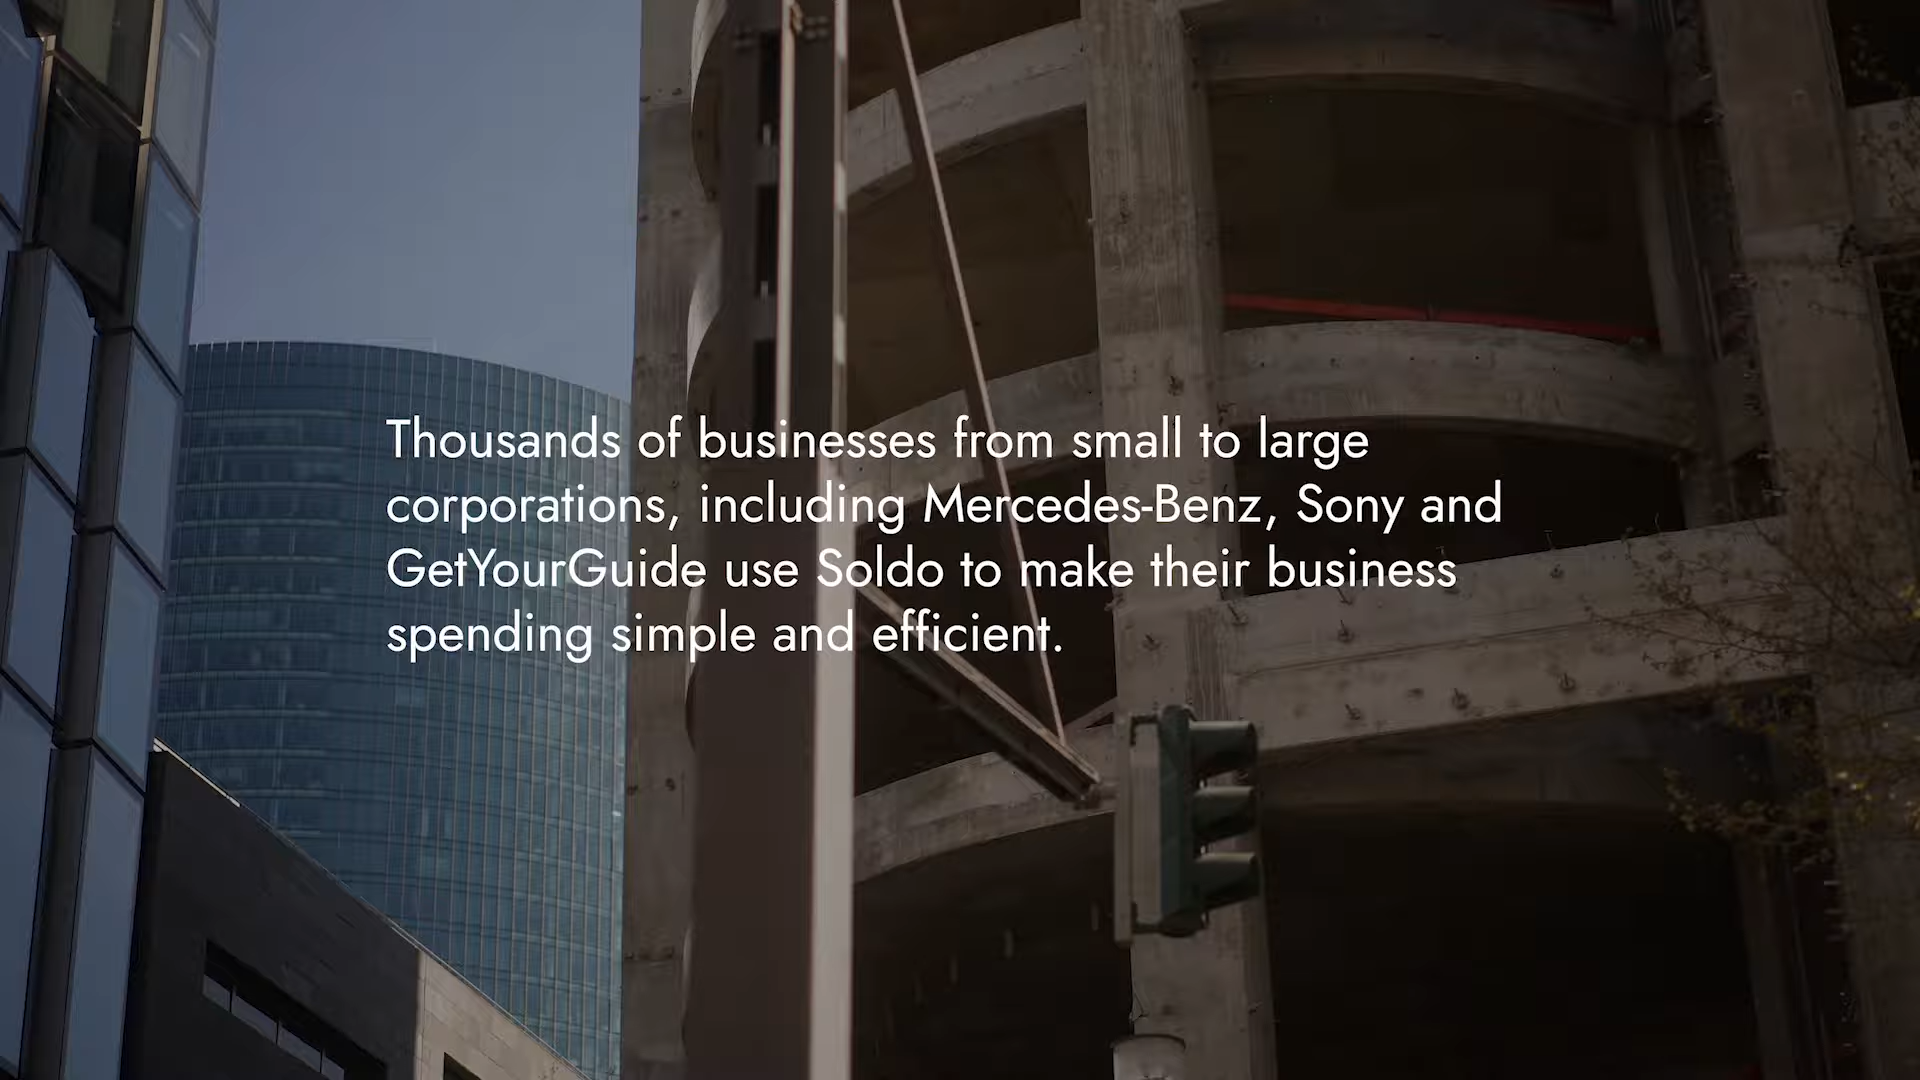 Thousands of businesses from small to large
corporations, including Mercedes-Benz, Sony and
GetYourGuide use Soldo to make their business
spending simple and efficient.